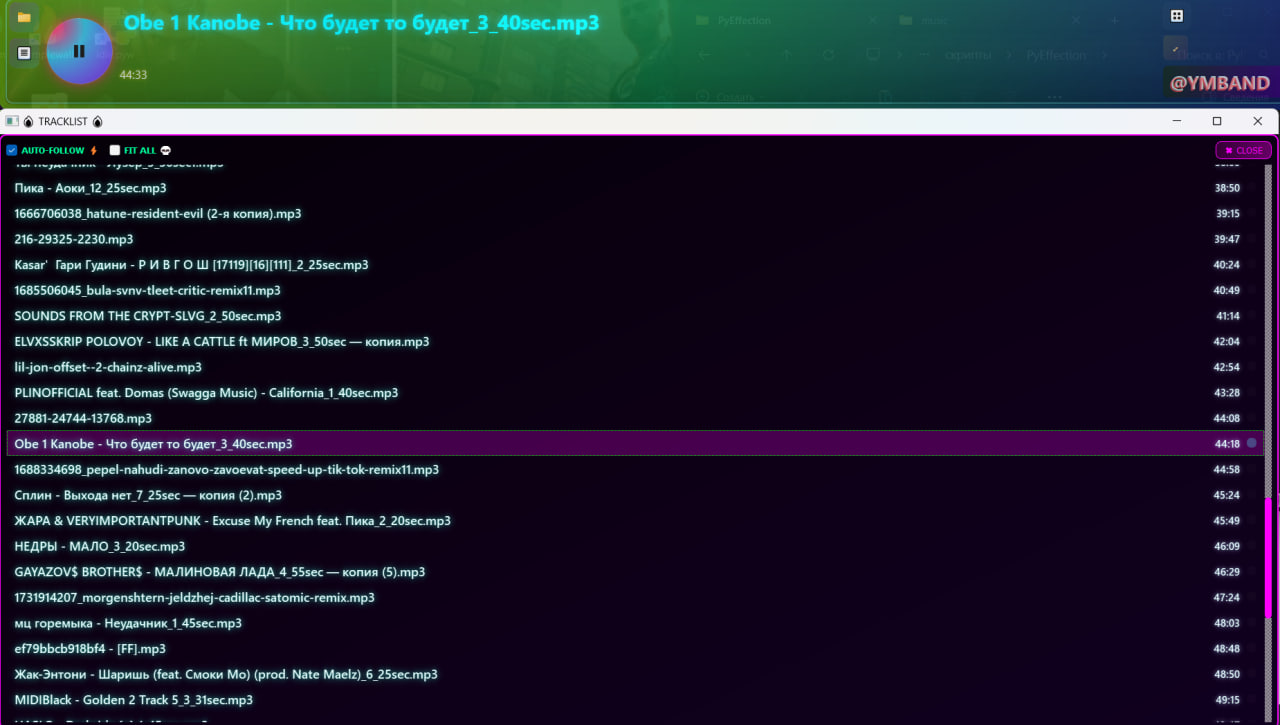 Obe 1 Kanobe - Что будет то будет_3_40sec.mp3
44:33
PyEffection
music
скрипты
PyEffection
Создать
@YMBAND
TRACKLIST
AUTO-FOLLOW
FIT ALL
✖ CLOSE
Пика - Аоки_12_25sec.mp3 38:50
1666706038_hatune-resident-evil (2-я копия).mp3 39:15
216-29325-2230.mp3 39:47
Kasar' Гари Гудини - Р И В Г О Ш [17119][16][111]_2_25sec.mp3 40:24
1685506045_bula-svnv-tleet-critic-remix11.mp3 40:49
SOUNDS FROM THE CRYPT-SLVG_2_50sec.mp3 41:14
ELVXSSKRIP POLOVOY - LIKE A CATTLE ft МИРОВ_3_50sec — копия.mp3 42:04
lil-jon-offset--2-chainz-alive.mp3 42:54
PLINOFFICIAL feat. Domas (Swagga Music) - California_1_40sec.mp3 43:28
27881-24744-13768.mp3 44:08
Obe 1 Kanobe - Что будет то будет_3_40sec.mp3 44:18
1688334698_pepel-nahudi-zanovo-zavoevat-speed-up-tik-tok-remix11.mp3 44:58
Сплин - Выхода нет_7_25sec — копия (2).mp3 45:24
ЖАРА & VERYIMPORTANTPUNK - Excuse My French feat. Пика_2_20sec.mp3 45:49
НЕДРЫ - МАЛО_3_20sec.mp3 46:09
GAYAZOV$ BROTHER$ - МАЛИНОВАЯ ЛАДА_4_55sec — копия (5).mp3 46:29
1731914207_morgenshtern-jeldzhej-cadillac-satomic-remix.mp3 47:24
мц горемыка - Неудачник_1_45sec.mp3 48:03
ef79bbcb918bf4 - [FF].mp3 48:48
Жак-Энтони - Шаришь (feat. Смоки Мо) (prod. Nate Maelz)_6_25sec.mp3 48:50
MIDIBlack - Golden 2 Track 5_3_31sec.mp3 49:15